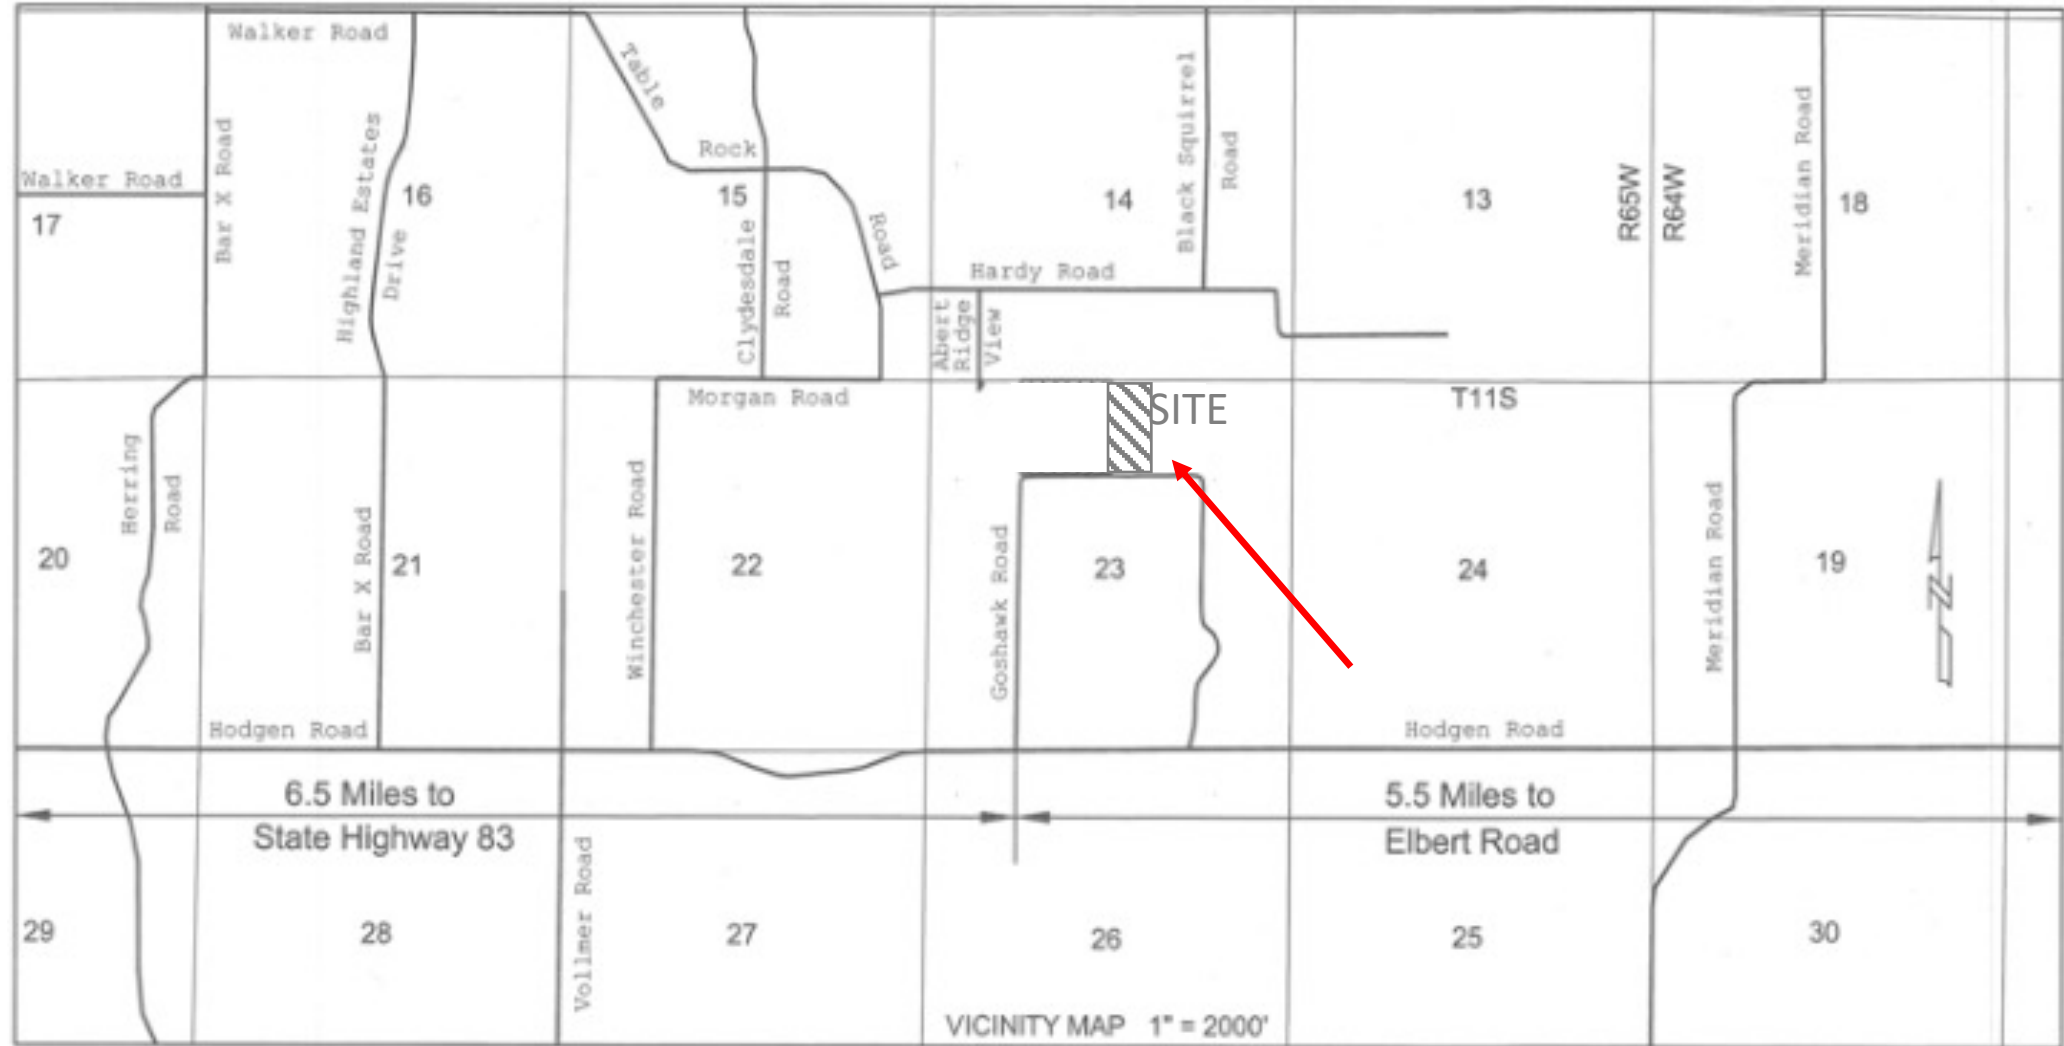 Walker Road
Table
Rock
Road
Walker Road
Bar X Road
Highland Estates
Drive
Clydesdale
Road
Black Squirrel
Road
Meridian Road
17
16
15
14
13
R65W
R64W
18
Hardy Road
Abert
Ridge
View
Morgan Road
SITE
T11S
Herring
Road
Bar X Road
Winchester Road
Goshawk Road
Meridian Road
20
21
22
23
24
19
N
Hodgen Road
Hodgen Road
6.5 Miles to
State Highway 83
5.5 Miles to
Elbert Road
Vollmer Road
29
28
27
26
25
30
VICINITY MAP 1" = 2000'